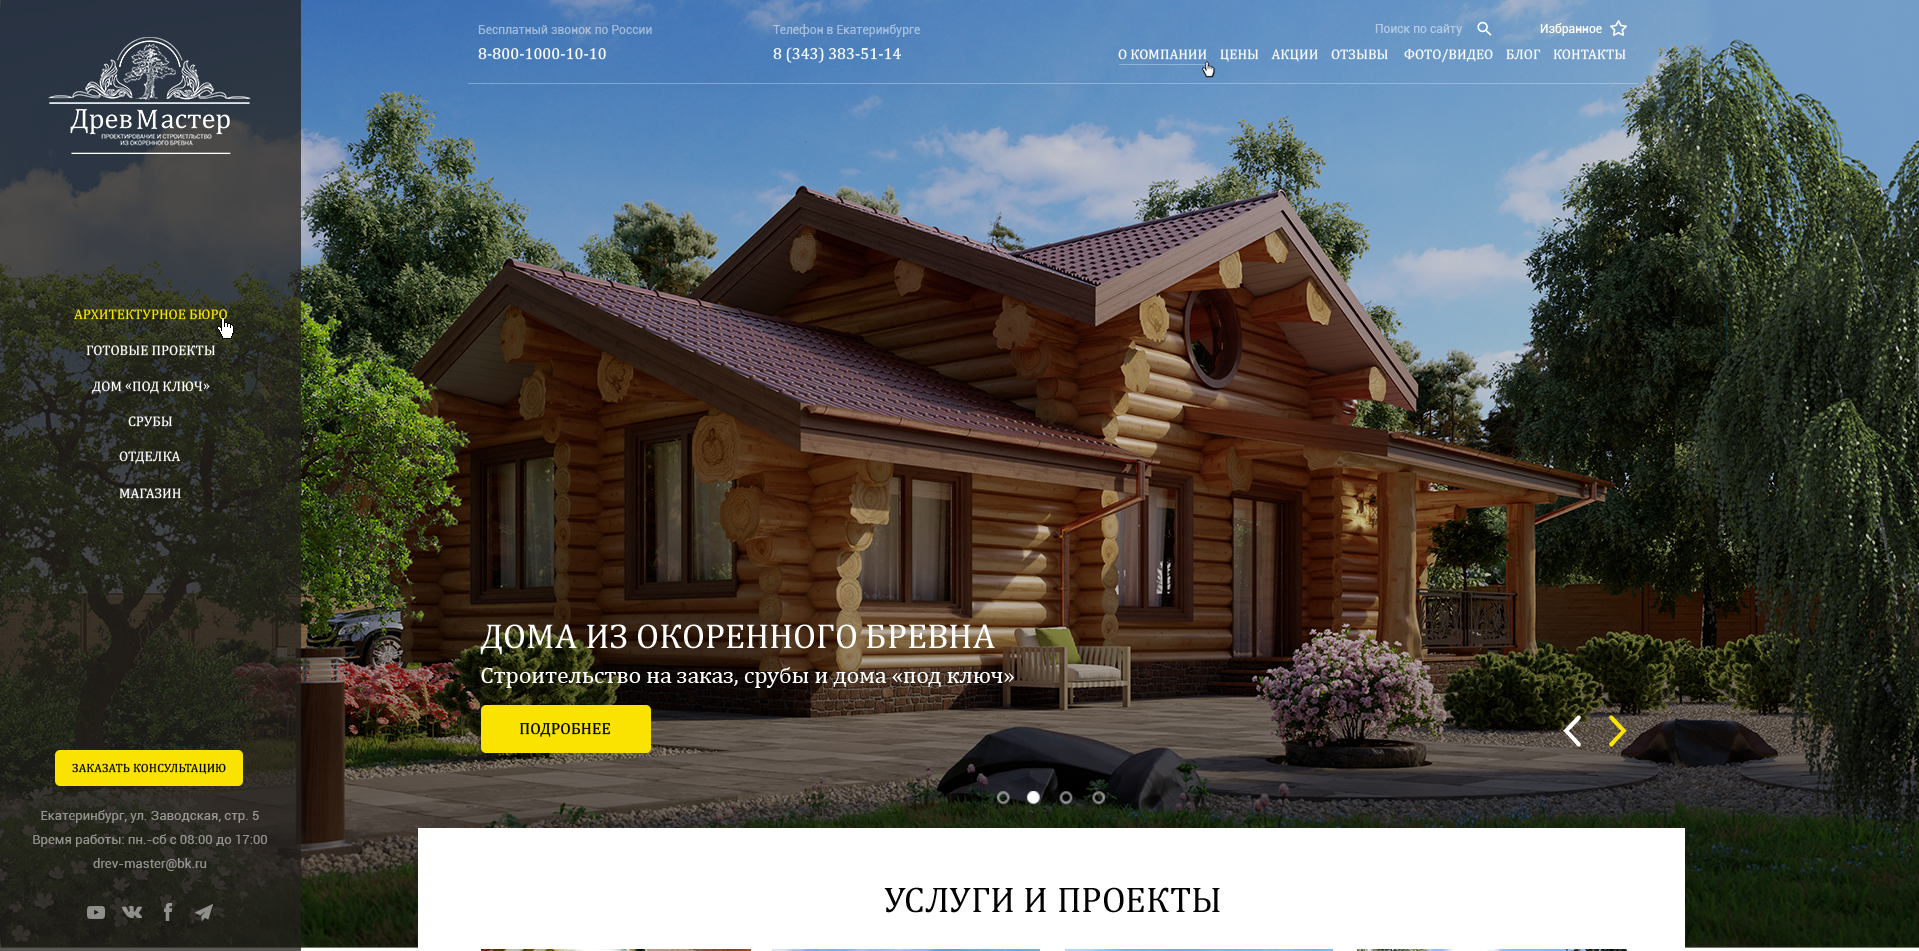 ДревМастер
ПРОЕКТИРОВАНИЕ И СТРОИТЕЛЬСТВО
ИЗ ОКОРЕННОГО БРЕВНА
АРХИТЕКТУРНОЕ БЮРО
ГОТОВЫЕ ПРОЕКТЫ
ДОМ «ПОД КЛЮЧ»
СРУБЫ
ОТДЕЛКА
МАГАЗИН
ЗАКАЗАТЬ КОНСУЛЬТАЦИЮ
Екатеринбург, ул. Заводская, стр. 5
Время работы: пн.-сб с 08:00 до 17:00
drev-master@bk.ru
Бесплатный звонок по России
8-800-1000-10-10
Телефон в Екатеринбурге
8 (343) 383-51-14
Поиск по сайту
Избранное
О КОМПАНИИ ЦЕНЫ АКЦИИ ОТЗЫВЫ ФОТО/ВИДЕО БЛОГ КОНТАКТЫ
ДОМА ИЗ ОКОРЕННОГО БРЕВНА
Строительство на заказ, срубы и дома «под ключ»
ПОДРОБНЕЕ
УСЛУГИ И ПРОЕКТЫ